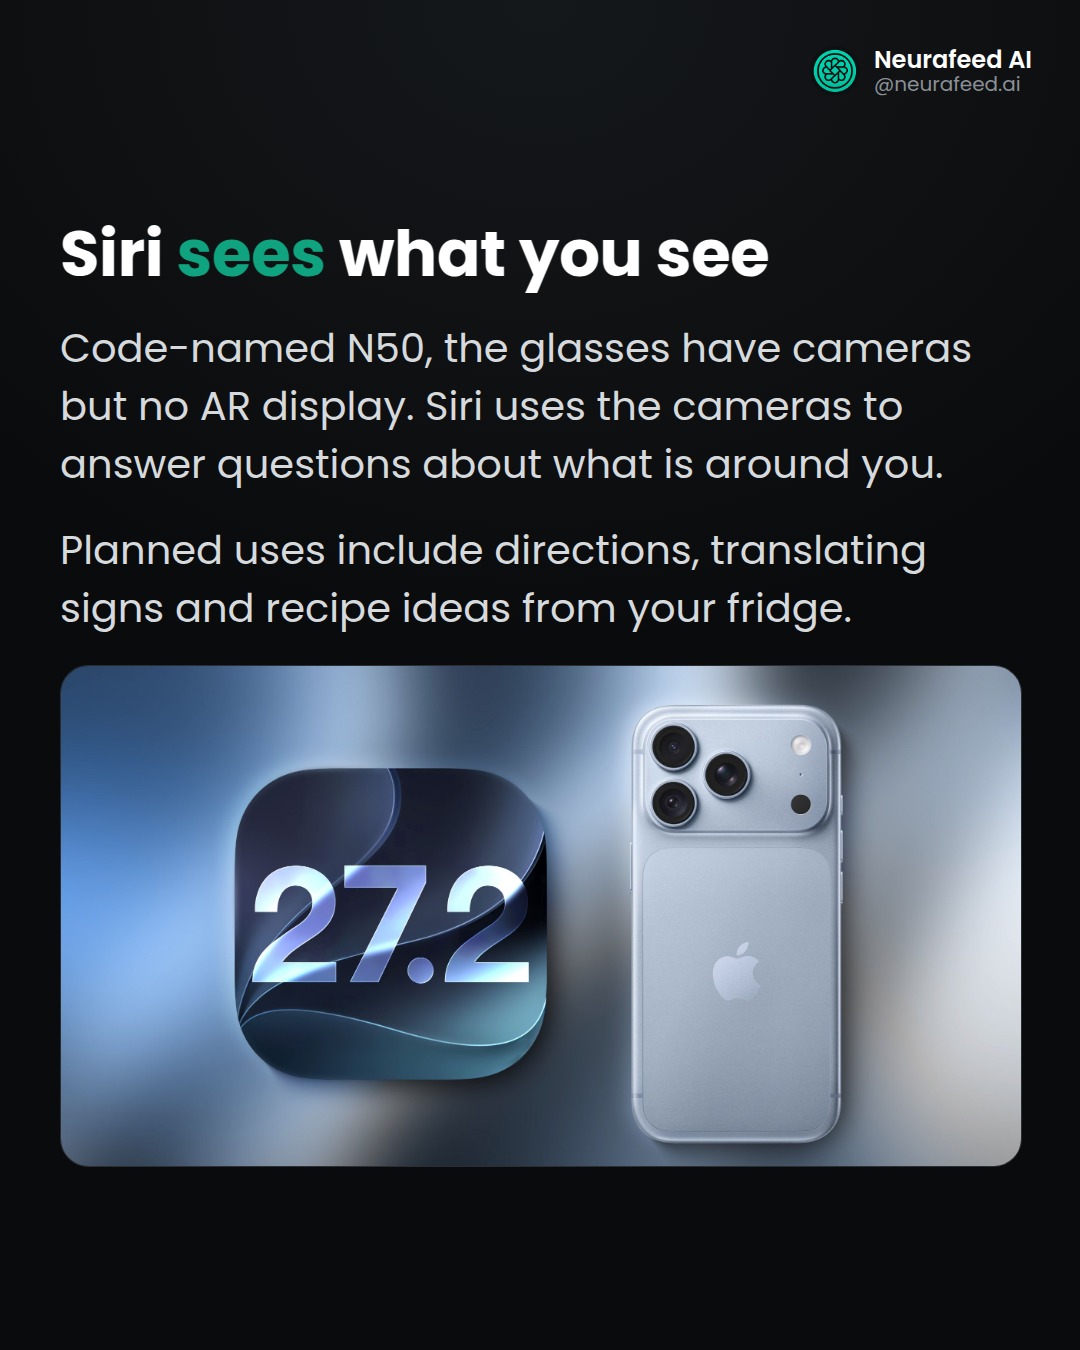 Neurafeed AI
@neurafeed.ai
Siri sees what you see
Code-named N50, the glasses have cameras
but no AR display. Siri uses the cameras to
answer questions about what is around you.
Planned uses include directions, translating
signs and recipe ideas from your fridge.
27.2